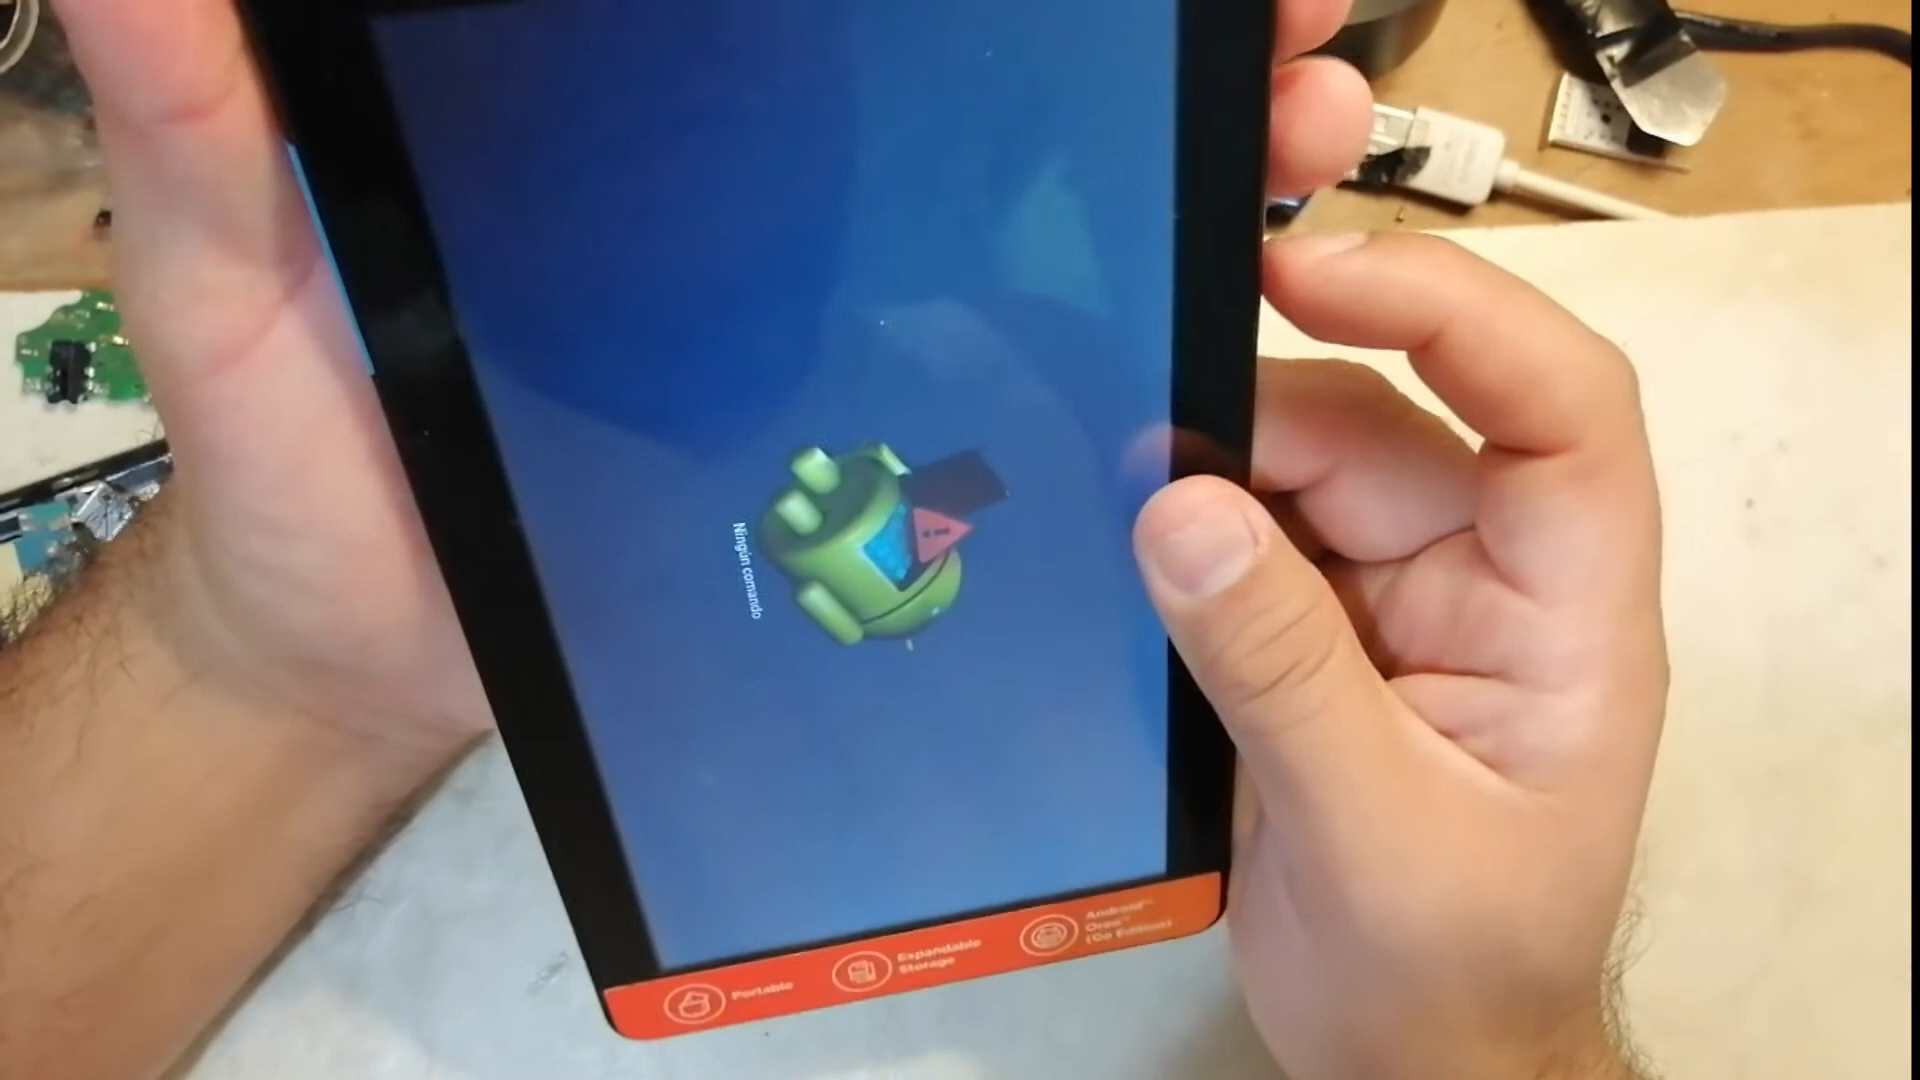 Ningún comando
Portable
Expandable
Storage
Android™
Oreo™
(Go Edition)